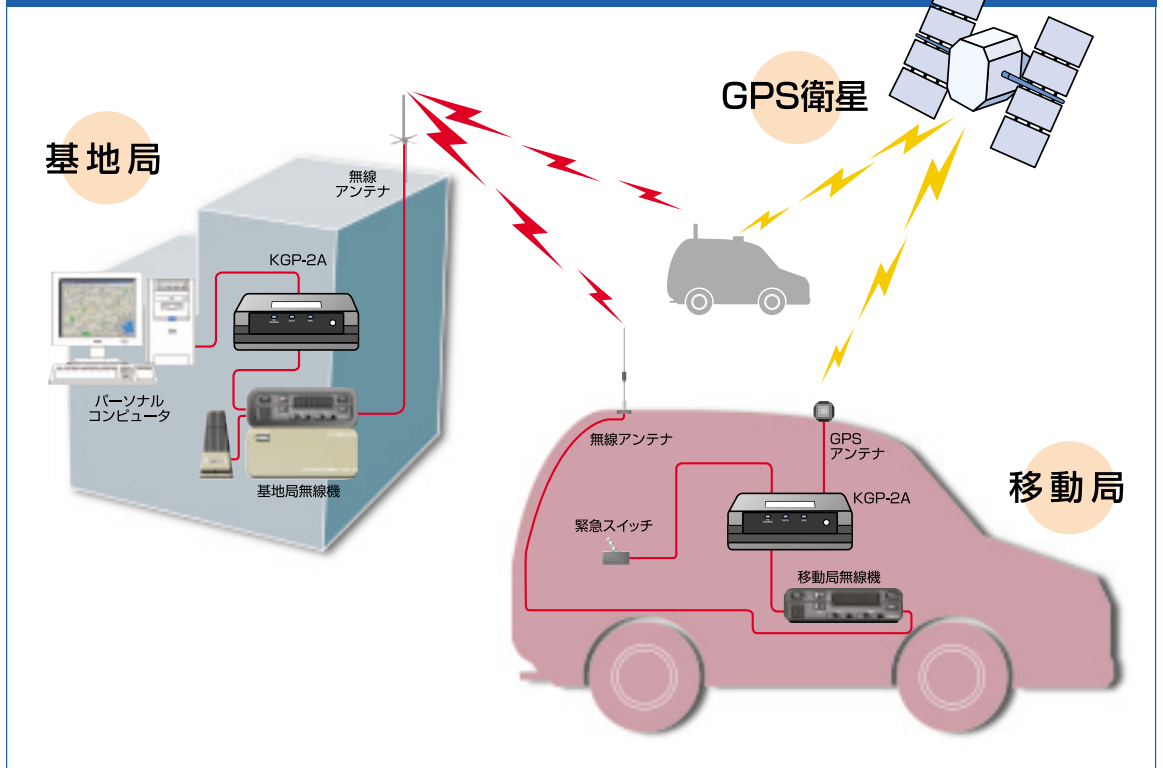 GPS衛星
基地局
無線
アンテナ
KGP-2A
パーソナル
コンピュータ
基地局無線機
無線アンテナ
GPS
アンテナ
移動局
KGP-2A
緊急スイッチ
移動局無線機